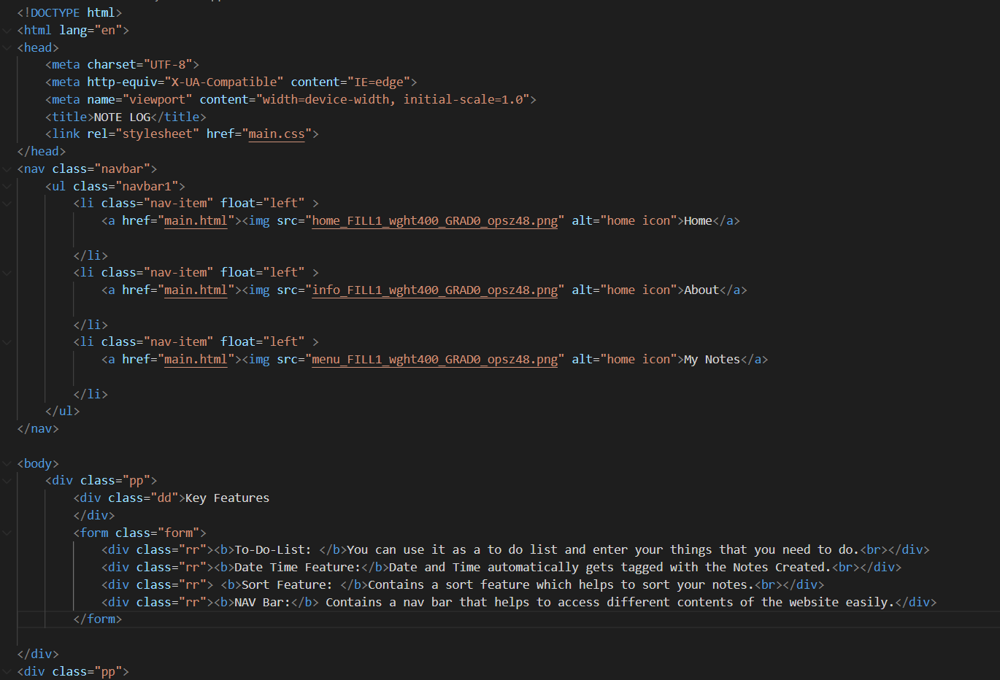 <!DOCTYPE html>
<html lang="en">
<head>
    <meta charset="UTF-8">
    <meta http-equiv="X-UA-Compatible" content="IE=edge">
    <meta name="viewport" content="width=device-width, initial-scale=1.0">
    <title>NOTE LOG</title>
    <link rel="stylesheet" href="main.css">
</head>
<nav class="navbar">
    <ul class="navbar1">
        <li class="nav-item" float="left" >
            <a href="main.html"><img src="home_FILL1_wght400_GRAD0_opsz48.png" alt="home icon">Home</a>
        </li>
        <li class="nav-item" float="left" >
            <a href="main.html"><img src="info_FILL1_wght400_GRAD0_opsz48.png" alt="home icon">About</a>
        </li>
        <li class="nav-item" float="left" >
            <a href="main.html"><img src="menu_FILL1_wght400_GRAD0_opsz48.png" alt="home icon">My Notes</a>
        </li>
    </ul>
</nav>
<body>
    <div class="pp">
        <div class="dd">Key Features
        </div>
        <form class="form">
            <div class="rr"><b>To-Do-List: </b>You can use it as a to do list and enter your things that you need to do.<br></div>
            <div class="rr"><b>Date Time Feature:</b>Date and Time automatically gets tagged with the Notes Created.<br></div>
            <div class="rr"> <b>Sort Feature: </b>Contains a sort feature which helps to sort your notes.<br></div>
            <div class="rr"><b>NAV Bar:</b> Contains a nav bar that helps to access different contents of the website easily.</div>
        </form>
</div>
<div class="pp">